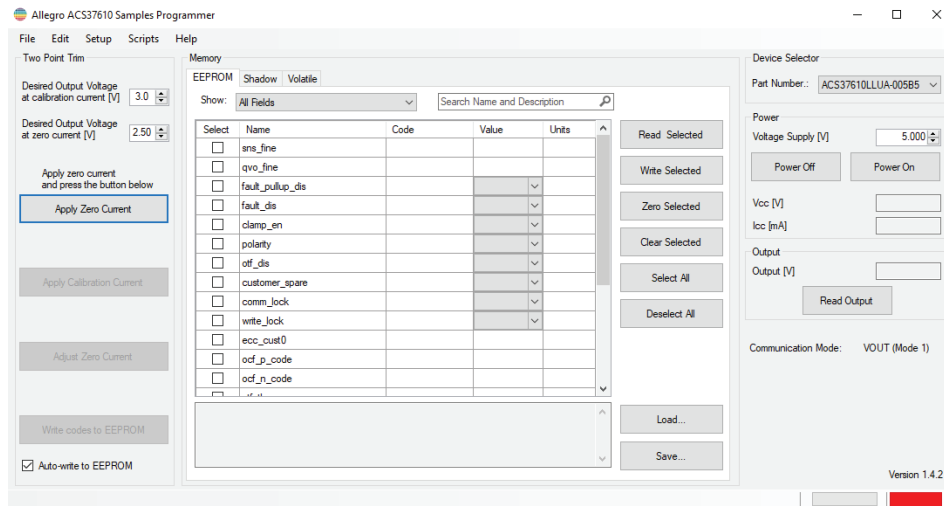 Allegro ACS37610 Samples Programmer
File Edit Setup Scripts Help
Two Point Trim
Desired Output Voltage
at calibration current [V] 3.0
Desired Output Voltage
at zero current [V] 2.50
Apply zero current
and press the button below
Apply Zero Current
Apply Calibration Current
Adjust Zero Current
Write codes to EEPROM
Auto-write to EEPROM
Memory
EEPROM Shadow Volatile
Show: All Fields Search Name and Description
Select Name Code Value Units
sns_fine
qvo_fine
fault_pullup_dis
fault_dis
clamp_en
polarity
otf_dis
customer_spare
comm_lock
write_lock
ecc_cust0
ocf_p_code
ocf_n_code
Read Selected
Write Selected
Zero Selected
Clear Selected
Select All
Deselect All
Load...
Save...
Device Selector
Part Number.: ACS37610LLUA-005B5
Power
Voltage Supply [V] 5.000
Power Off Power On
Vcc [V]
Icc [mA]
Output
Output [V]
Read Output
Communication Mode: VOUT (Mode 1)
Version 1.4.2